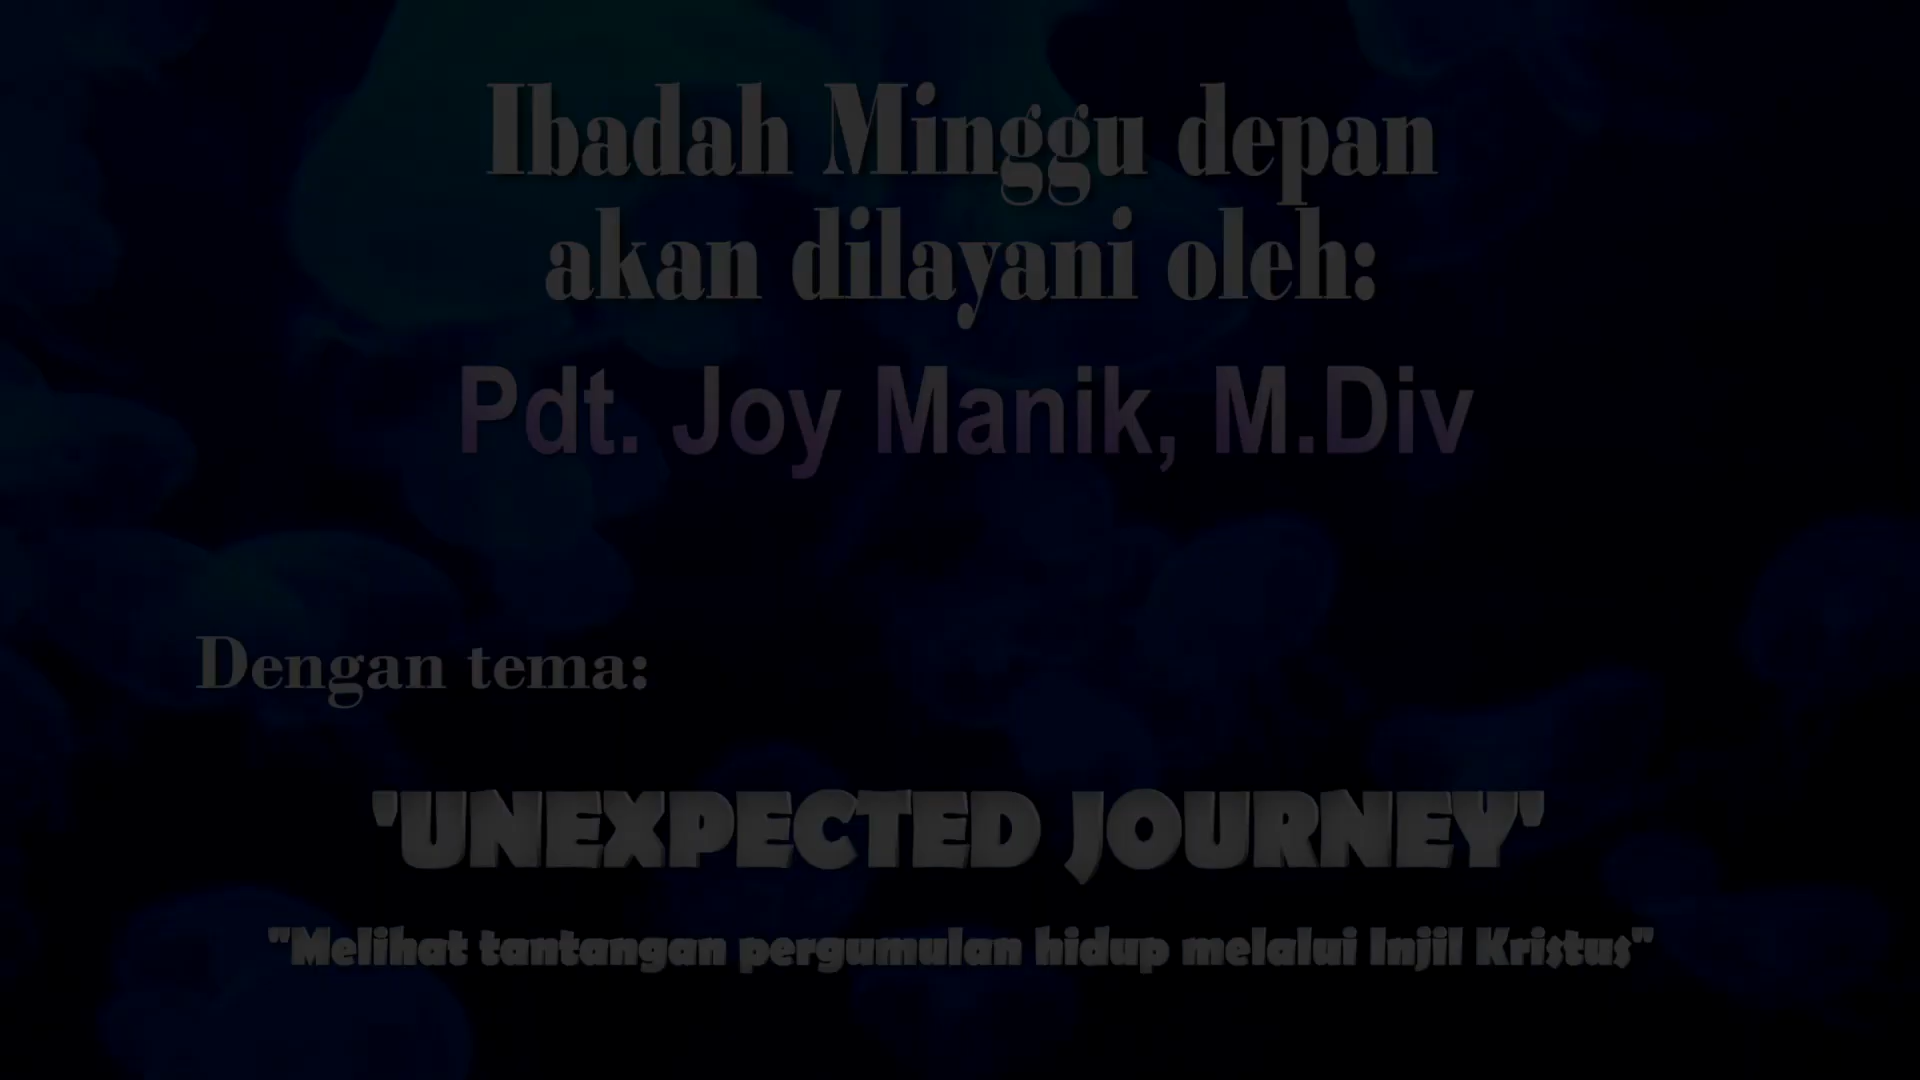 Ibadah Minggu depan
akan dilayani oleh:
Pdt. Joy Manik, M.Div
Dengan tema:
'UNEXPECTED JOURNEY'
"Melihat tantangan pergumulan hidup melalui Injil Kristus"